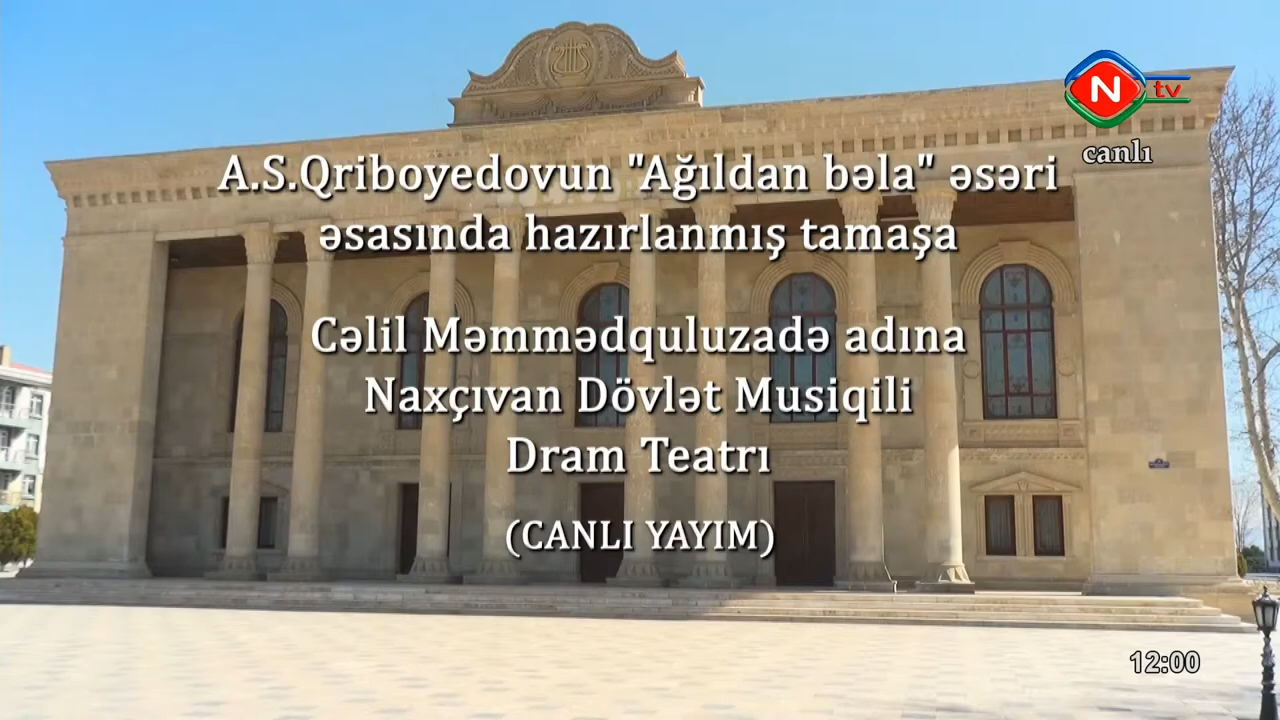 N tv
canlı
A.S.Qriboyedovun "Ağıldan bəla" əsəri
əsasında hazırlanmış tamaşa
Cəlil Məmmədquluzadə adına
Naxçıvan Dövlət Musiqili
Dram Teatrı
(CANLI YAYIM)
12:00